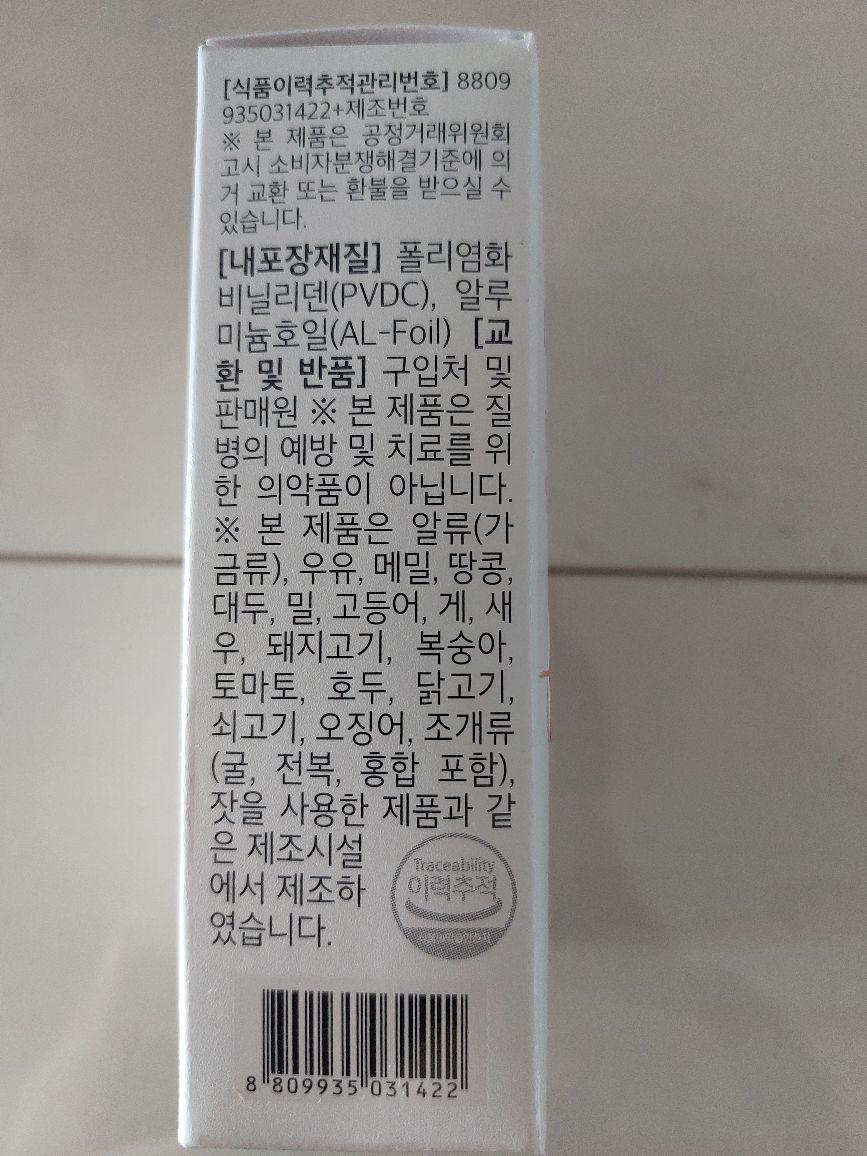 [식품이력추적관리번호] 8809
935031422+제조번호
※ 본 제품은 공정거래위원회
고시 소비자분쟁해결기준에 의
거 교환 또는 환불을 받으실 수
있습니다.
[내포장재질] 폴리염화
비닐리덴(PVDC), 알루
미늄호일(AL-Foil) [교
환 및 반품] 구입처 및
판매원 ※ 본 제품은 질
병의 예방 및 치료를 위
한 의약품이 아닙니다.
※ 본 제품은 알류(가
금류), 우유, 메밀, 땅콩,
대두, 밀, 고등어, 게, 새
우, 돼지고기, 복숭아,
토마토, 호두, 닭고기,
쇠고기, 오징어, 조개류
(굴, 전복, 홍합 포함),
잣을 사용한 제품과 같
은 제조시설
에서 제조하
였습니다.
Traceability
이력추적
8 809935 031422